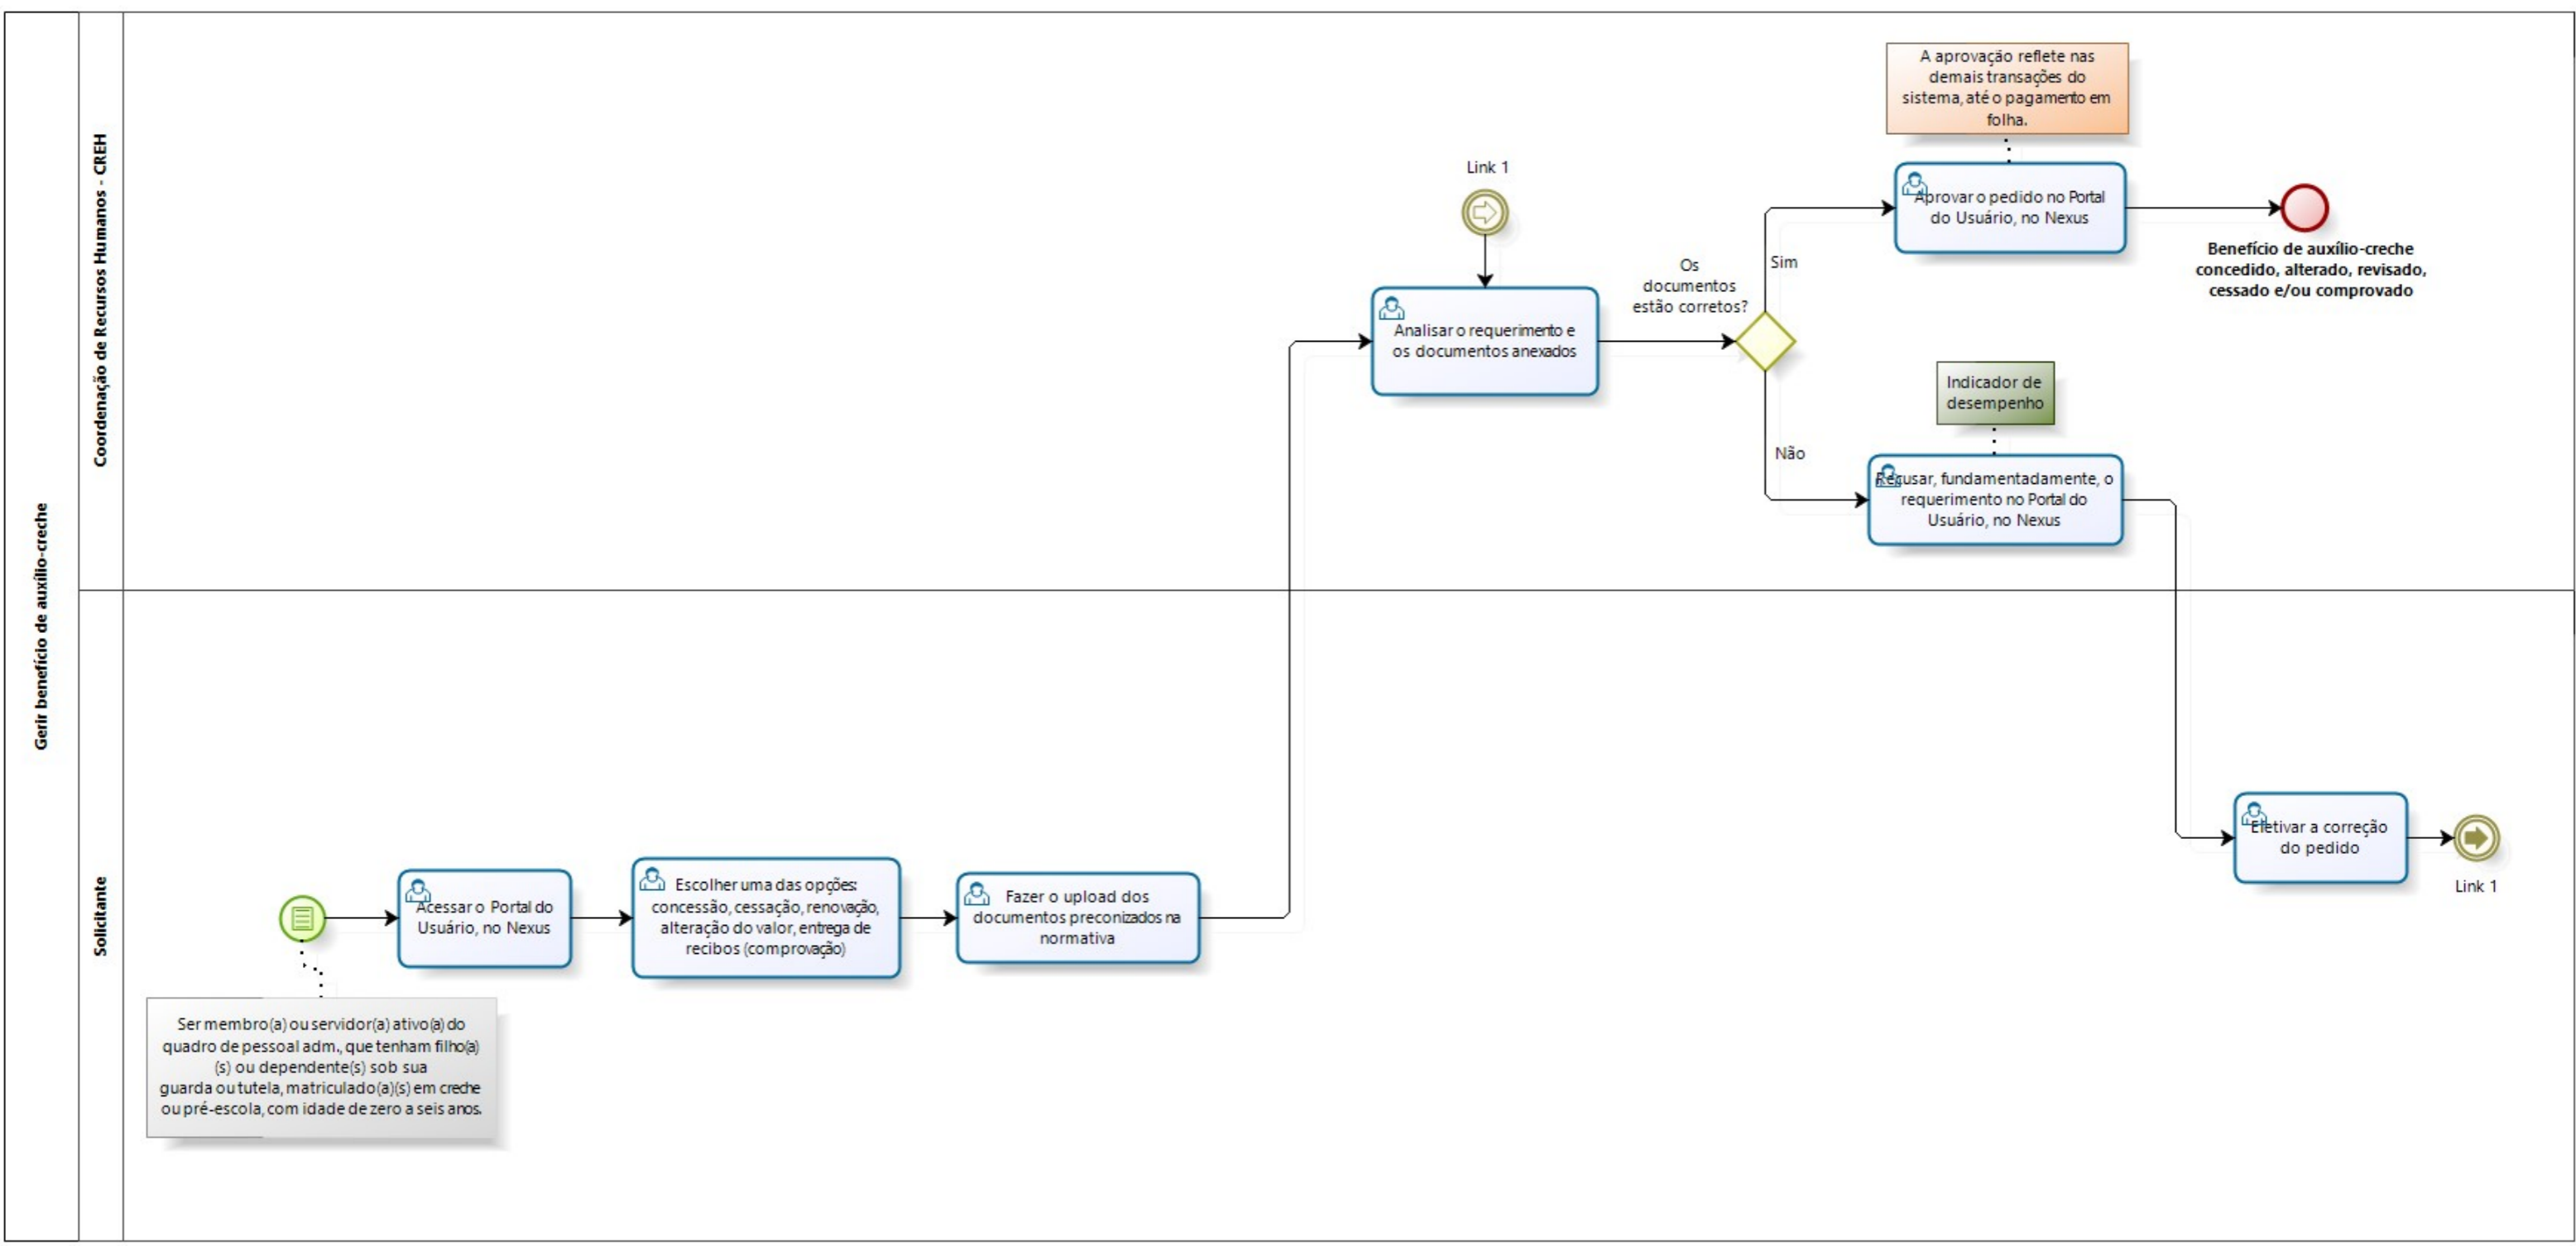 Gerir benefício de auxílio-creche
Coordenação de Recursos Humanos - CREH
A aprovação reflete nas
demais transações do
sistema, até o pagamento em
folha.
Link 1
Aprovar o pedido no Portal
do Usuário, no Nexus
Benefício de auxílio-creche
concedido, alterado, revisado,
cessado e/ou comprovado
Sim
Os
documentos
estão corretos?
Analisar o requerimento e
os documentos anexados
Indicador de
desempenho
Não
Recusar, fundamentadamente, o
requerimento no Portal do
Usuário, no Nexus
Solicitante
Acessar o Portal do
Usuário, no Nexus
Escolher uma das opções:
concessão, cessação, renovação,
alteração do valor, entrega de
recibos (comprovação)
Fazer o upload dos
documentos preconizados na
normativa
Efetivar a correção
do pedido
Link 1
Ser membro(a) ou servidor(a) ativo(a) do
quadro de pessoal adm., que tenham filho(a)
(s) ou dependente(s) sob sua
guarda ou tutela, matriculado(a)(s) em creche
ou pré-escola, com idade de zero a seis anos.